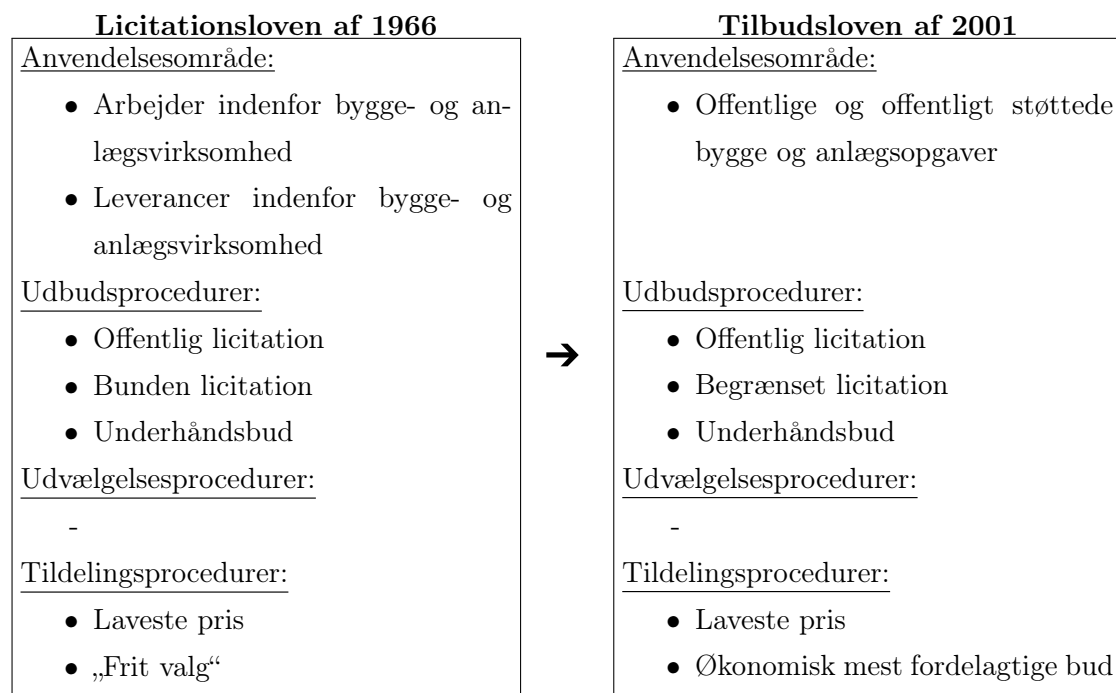 Licitationsloven af 1966
Anvendelsesområde:
• Arbejder indenfor bygge- og an-
lægsvirksomhed
• Leverancer indenfor bygge- og
anlægsvirksomhed
Udbudsprocedurer:
• Offentlig licitation
• Bunden licitation
• Underhåndsbud
Udvælgelsesprocedurer:
-
Tildelingsprocedurer:
• Laveste pris
• „Frit valg“
➔
Tilbudsloven af 2001
Anvendelsesområde:
• Offentlige og offentligt støttede
bygge og anlægsopgaver
Udbudsprocedurer:
• Offentlig licitation
• Begrænset licitation
• Underhåndsbud
Udvælgelsesprocedurer:
-
Tildelingsprocedurer:
• Laveste pris
• Økonomisk mest fordelagtige bud